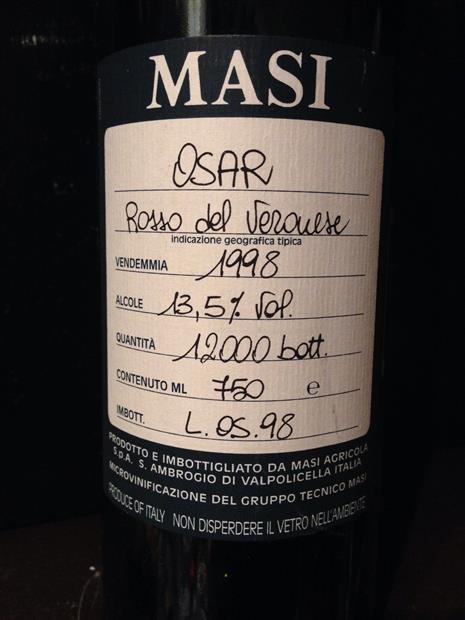 MASI
OSAR
Rosso del Veronese
indicazione geografica tipica
VENDEMMIA 1998
ALCOLE 13,5% Vol.
QUANTITÀ 12000 bott.
CONTENUTO ML 750 e
IMBOTT. L.OS.98
PRODOTTO E IMBOTTIGLIATO DA MASI AGRICOLA
S.p.A. S. AMBROGIO DI VALPOLICELLA ITALIA
MICROVINIFICAZIONE DEL GRUPPO TECNICO MASI
PRODUCE OF ITALY NON DISPERDERE IL VETRO NELL'AMBIENTE